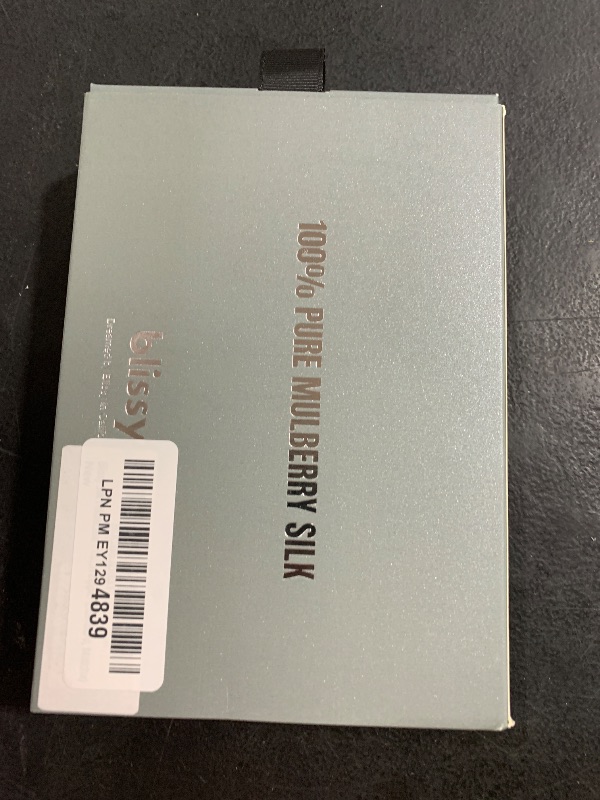 100% PURE MULBERRY SILK
blissy
LPN PM EY1294839